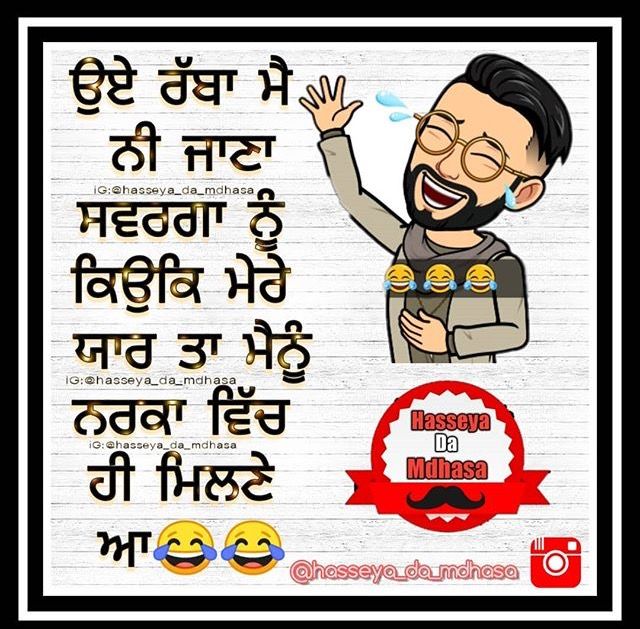 ਉਏ ਰੱਬਾ ਮੈ
ਨੀ ਜਾਣਾ
iG:@hasseya_da_mdhasa
ਸਵਰਗਾ ਨੂੰ
ਕਿਉਕਿ ਮੇਰੇ
ਯਾਰ ਤਾ ਮੈਨੂੰ
iG:@hasseya_da_mdhasa
ਨਰਕਾ ਵਿੱਚ
iG:@hasseya_da_mdhasa
ਹੀ ਮਿਲਣੇ
ਆ😂😂
😂😂😂
Hasseya
Da
Mdhasa
@hasseya_da_mdhasa